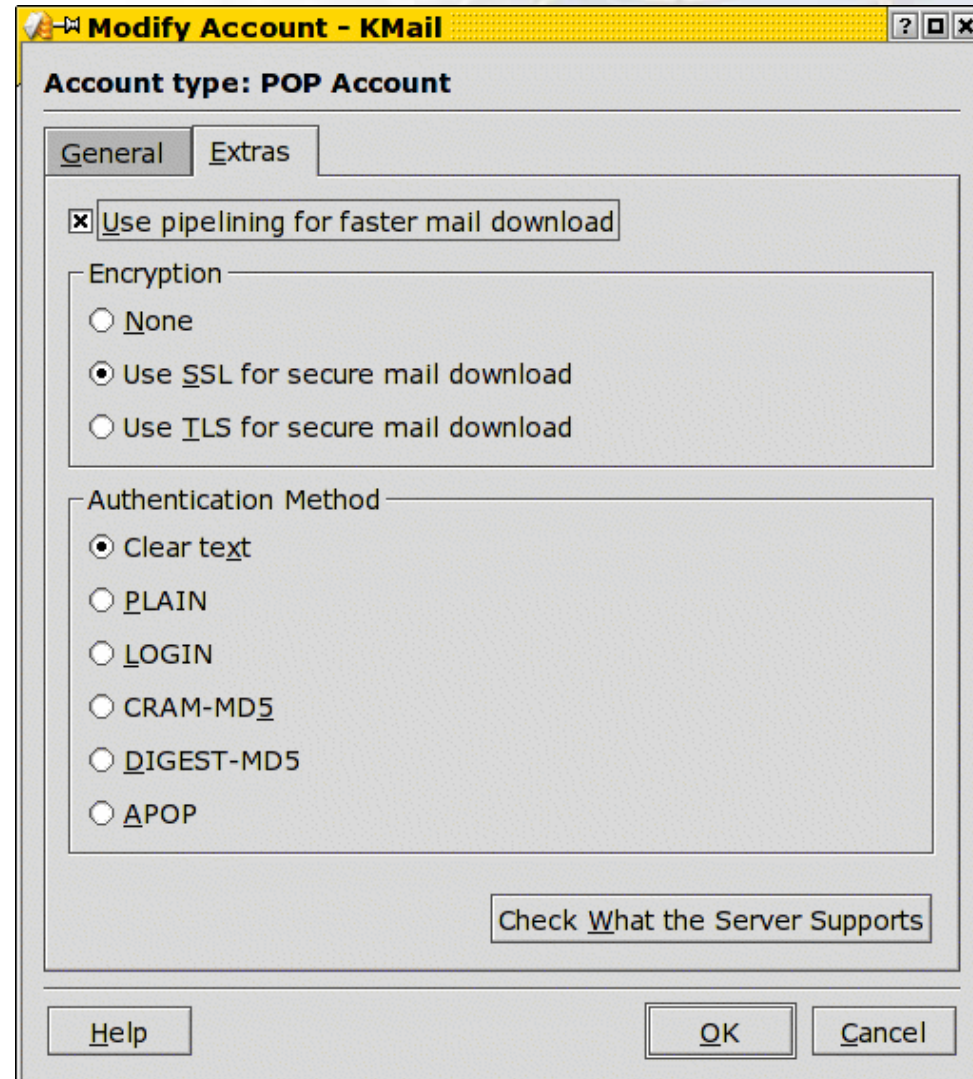 Modify Account - KMail
Account type: POP Account
General Extras
Use pipelining for faster mail download
Encryption
None
Use SSL for secure mail download
Use TLS for secure mail download
Authentication Method
Clear text
PLAIN
LOGIN
CRAM-MD5
DIGEST-MD5
APOP
Check What the Server Supports
Help OK Cancel